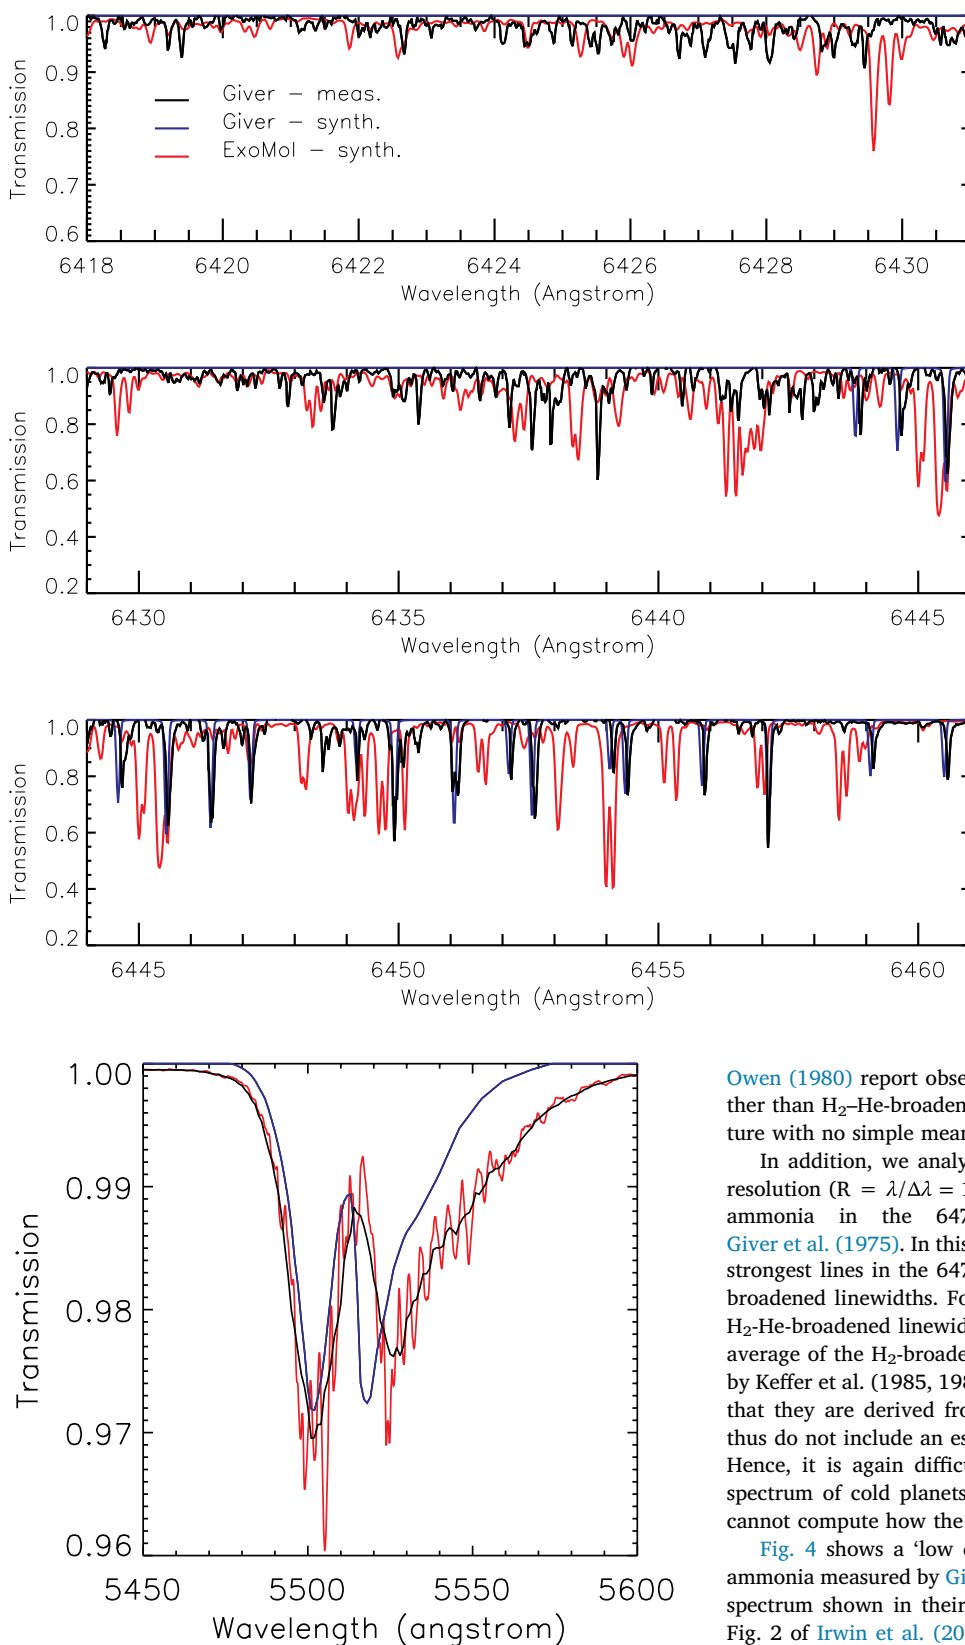 1.0
0.9
0.8
0.7
0.6
Transmission
Giver – meas.
Giver – synth.
ExoMol – synth.
6418 6420 6422 6424 6426 6428 6430
Wavelength (Angstrom)
1.0
0.8
0.6
0.4
0.2
Transmission
6430 6435 6440 6445
Wavelength (Angstrom)
1.0
0.8
0.6
0.4
0.2
Transmission
6445 6450 6455 6460
Wavelength (Angstrom)
1.00
0.99
0.98
0.97
0.96
Transmission
5450 5500 5550 5600
Wavelength (angstrom)
Owen (1980) report obse
ther than H₂–He-broaden
ture with no simple mean
In addition, we analy
resolution (R = λ/Δλ = 1
ammonia in the 647
Giver et al. (1975). In this
strongest lines in the 647
broadened linewidths. Fo
H₂-He-broadened linewid
average of the H₂-broade
by Keffer et al. (1985, 198
that they are derived fro
thus do not include an es
Hence, it is again difficu
spectrum of cold planets
cannot compute how the
Fig. 4 shows a ‘low
ammonia measured by Gi
spectrum shown in their
Fig. 2 of Irwin et al. (20